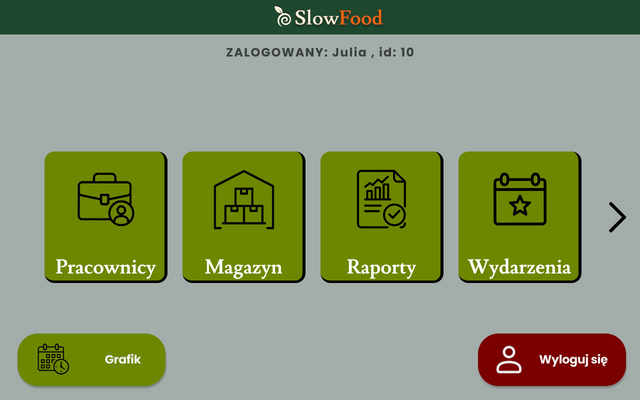 SlowFood
ZALOGOWANY: Julia , id: 10
Pracownicy
Magazyn
Raporty
Wydarzenia
Grafik
Wyloguj się